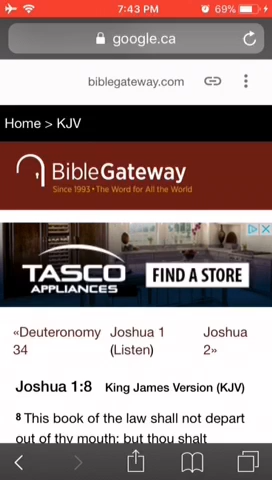 7:43 PM 69%
google.ca
biblegateway.com
Home > KJV
BibleGateway
Since 1993 • The Word for All the World
TASCO
APPLIANCES
FIND A STORE
«Deuteronomy Joshua 1 Joshua
34 (Listen) 2»
Joshua 1:8 King James Version (KJV)
8 This book of the law shall not depart
out of thy mouth; but thou shalt